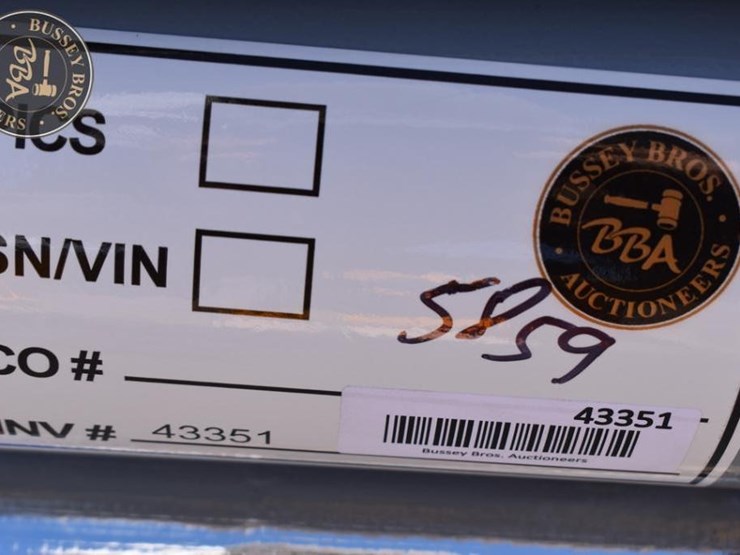 BUSSEY BROS.
BBA
ICS
BUSSEY BROS.
BBA
AUCTIONEERS
SN/VIN
5859
CO #
INV # 43351
43351
Bussey Bros. Auctioneers